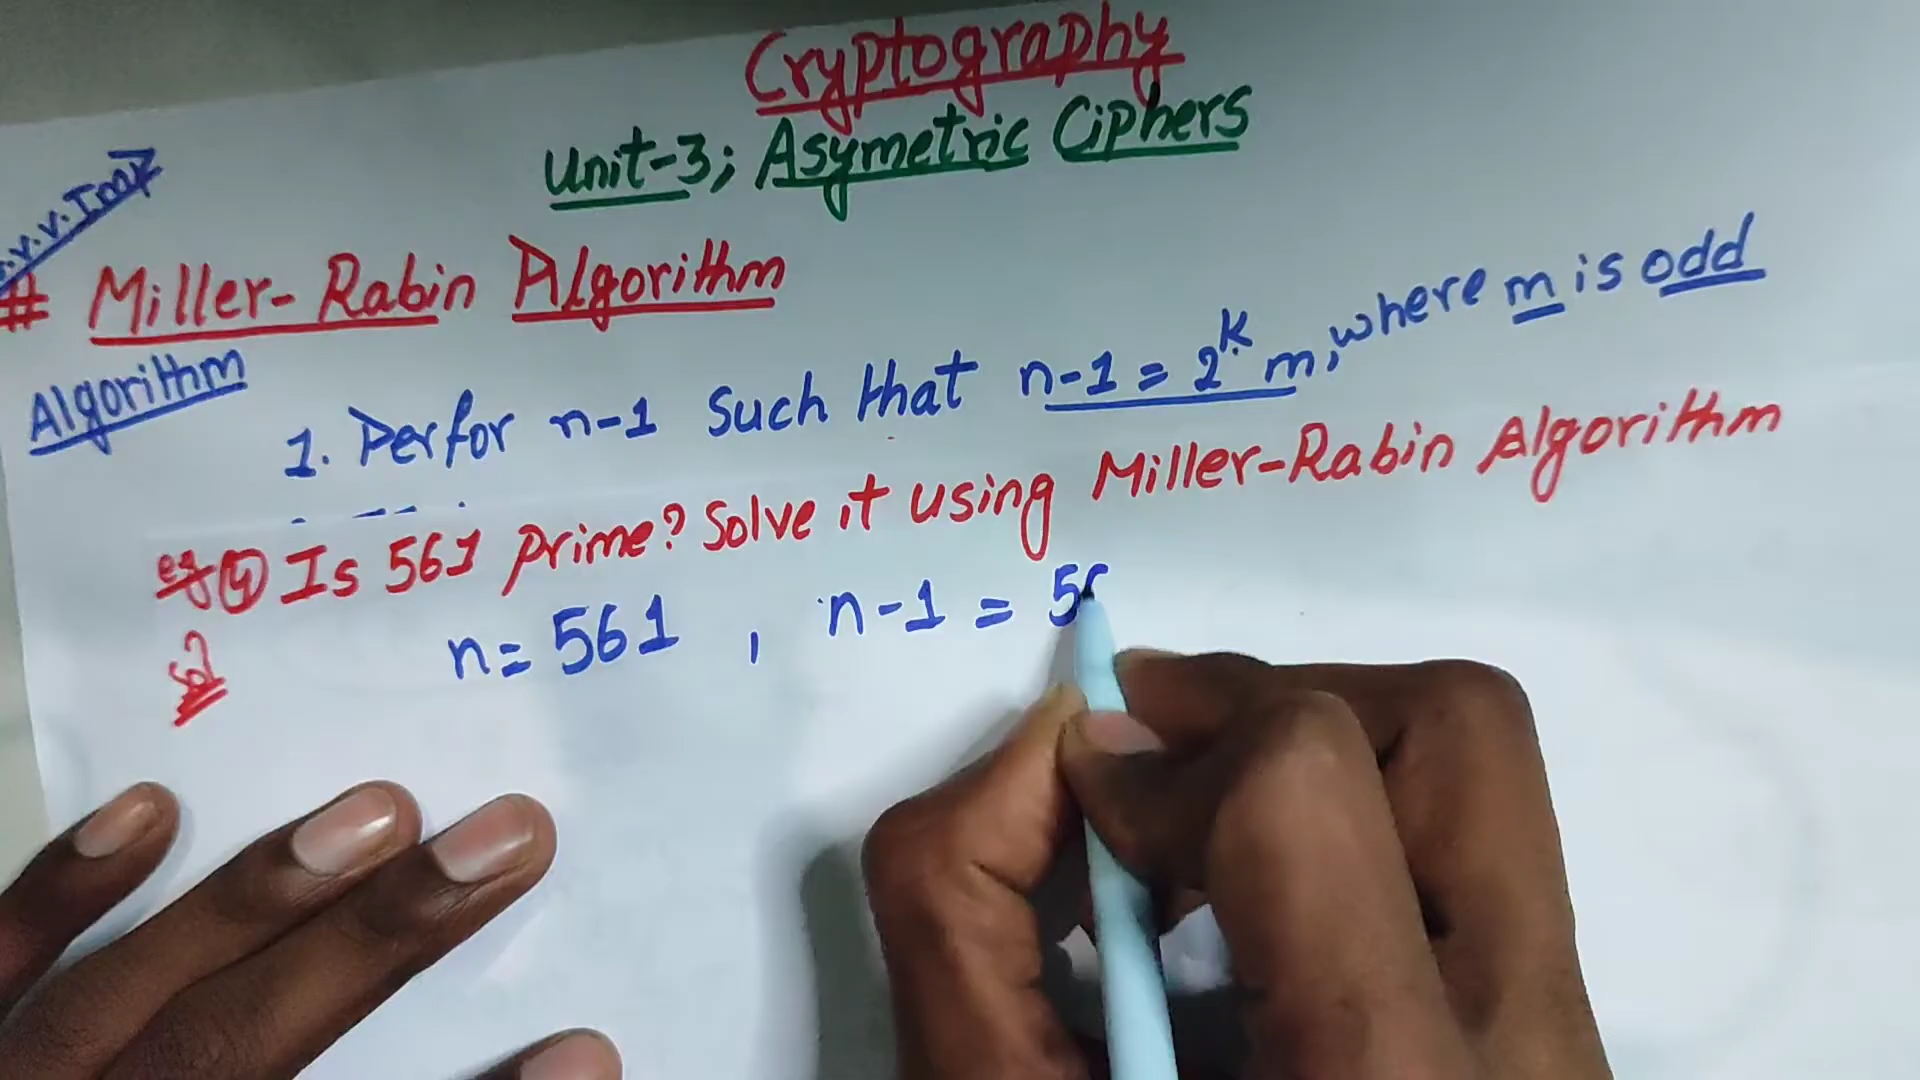 Cryptography
Unit-3; Asymetric Ciphers
# Miller-Rabin Algorithm
Algorithm
1. Perfor n-1 Such that n-1 = 2^k m, where m is odd
eg ④ Is 561 prime? Solve it using Miller-Rabin Algorithm
Sol
n = 561 , n-1 = 5